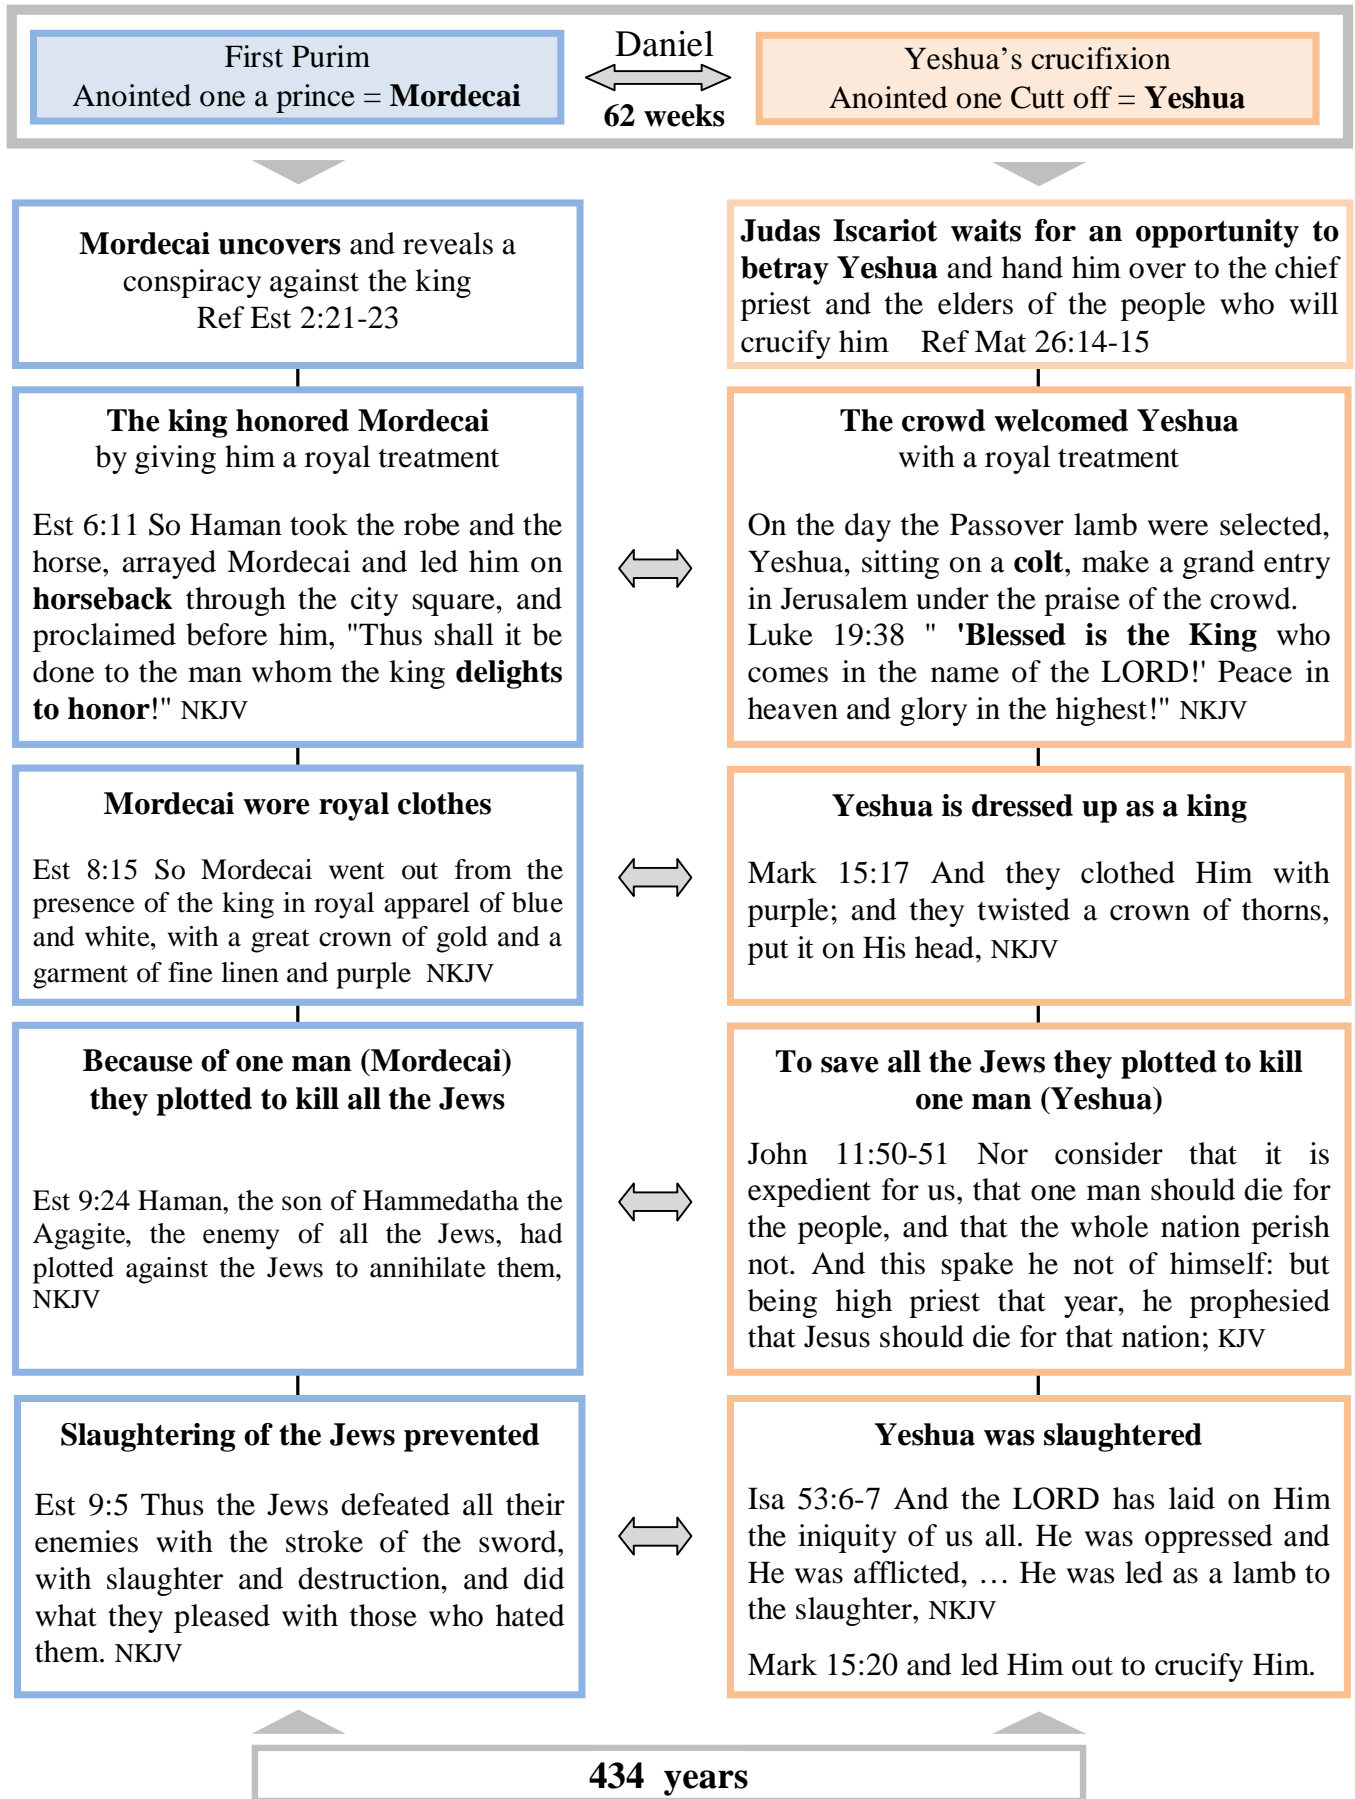 First Purim
Anointed one a prince = Mordecai
Daniel
62 weeks
Yeshua’s crucifixion
Anointed one Cutt off = Yeshua
Mordecai uncovers and reveals a
conspiracy against the king
Ref Est 2:21-23
Judas Iscariot waits for an opportunity to
betray Yeshua and hand him over to the chief
priest and the elders of the people who will
crucify him Ref Mat 26:14-15
The king honored Mordecai
by giving him a royal treatment
Est 6:11 So Haman took the robe and the
horse, arrayed Mordecai and led him on
horseback through the city square, and
proclaimed before him, "Thus shall it be
done to the man whom the king delights
to honor!" NKJV
The crowd welcomed Yeshua
with a royal treatment
On the day the Passover lamb were selected,
Yeshua, sitting on a colt, make a grand entry
in Jerusalem under the praise of the crowd.
Luke 19:38 " 'Blessed is the King who
comes in the name of the LORD!' Peace in
heaven and glory in the highest!" NKJV
Mordecai wore royal clothes
Est 8:15 So Mordecai went out from the
presence of the king in royal apparel of blue
and white, with a great crown of gold and a
garment of fine linen and purple NKJV
Yeshua is dressed up as a king
Mark 15:17 And they clothed Him with
purple; and they twisted a crown of thorns,
put it on His head, NKJV
Because of one man (Mordecai)
they plotted to kill all the Jews
Est 9:24 Haman, the son of Hammedatha the
Agagite, the enemy of all the Jews, had
plotted against the Jews to annihilate them,
NKJV
To save all the Jews they plotted to kill
one man (Yeshua)
John 11:50-51 Nor consider that it is
expedient for us, that one man should die for
the people, and that the whole nation perish
not. And this spake he not of himself: but
being high priest that year, he prophesied
that Jesus should die for that nation; KJV
Slaughtering of the Jews prevented
Est 9:5 Thus the Jews defeated all their
enemies with the stroke of the sword,
with slaughter and destruction, and did
what they pleased with those who hated
them. NKJV
Yeshua was slaughtered
Isa 53:6-7 And the LORD has laid on Him
the iniquity of us all. He was oppressed and
He was afflicted, … He was led as a lamb to
the slaughter, NKJV
Mark 15:20 and led Him out to crucify Him.
434 years